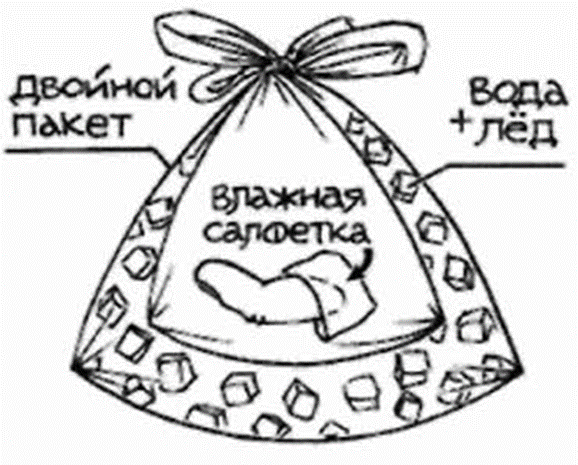 двойной
пакет
вода
+ лёд
влажная
салфетка